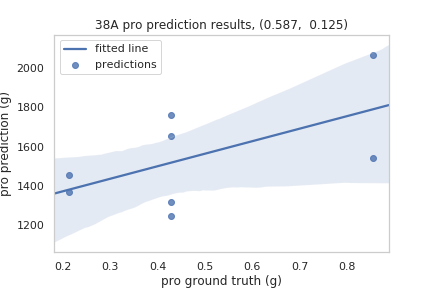 38A pro prediction results, (0.587,  0.125)
fitted line
predictions
pro prediction (g)
2000
1800
1600
1400
1200
0.2 0.3 0.4 0.5 0.6 0.7 0.8
pro ground truth (g)